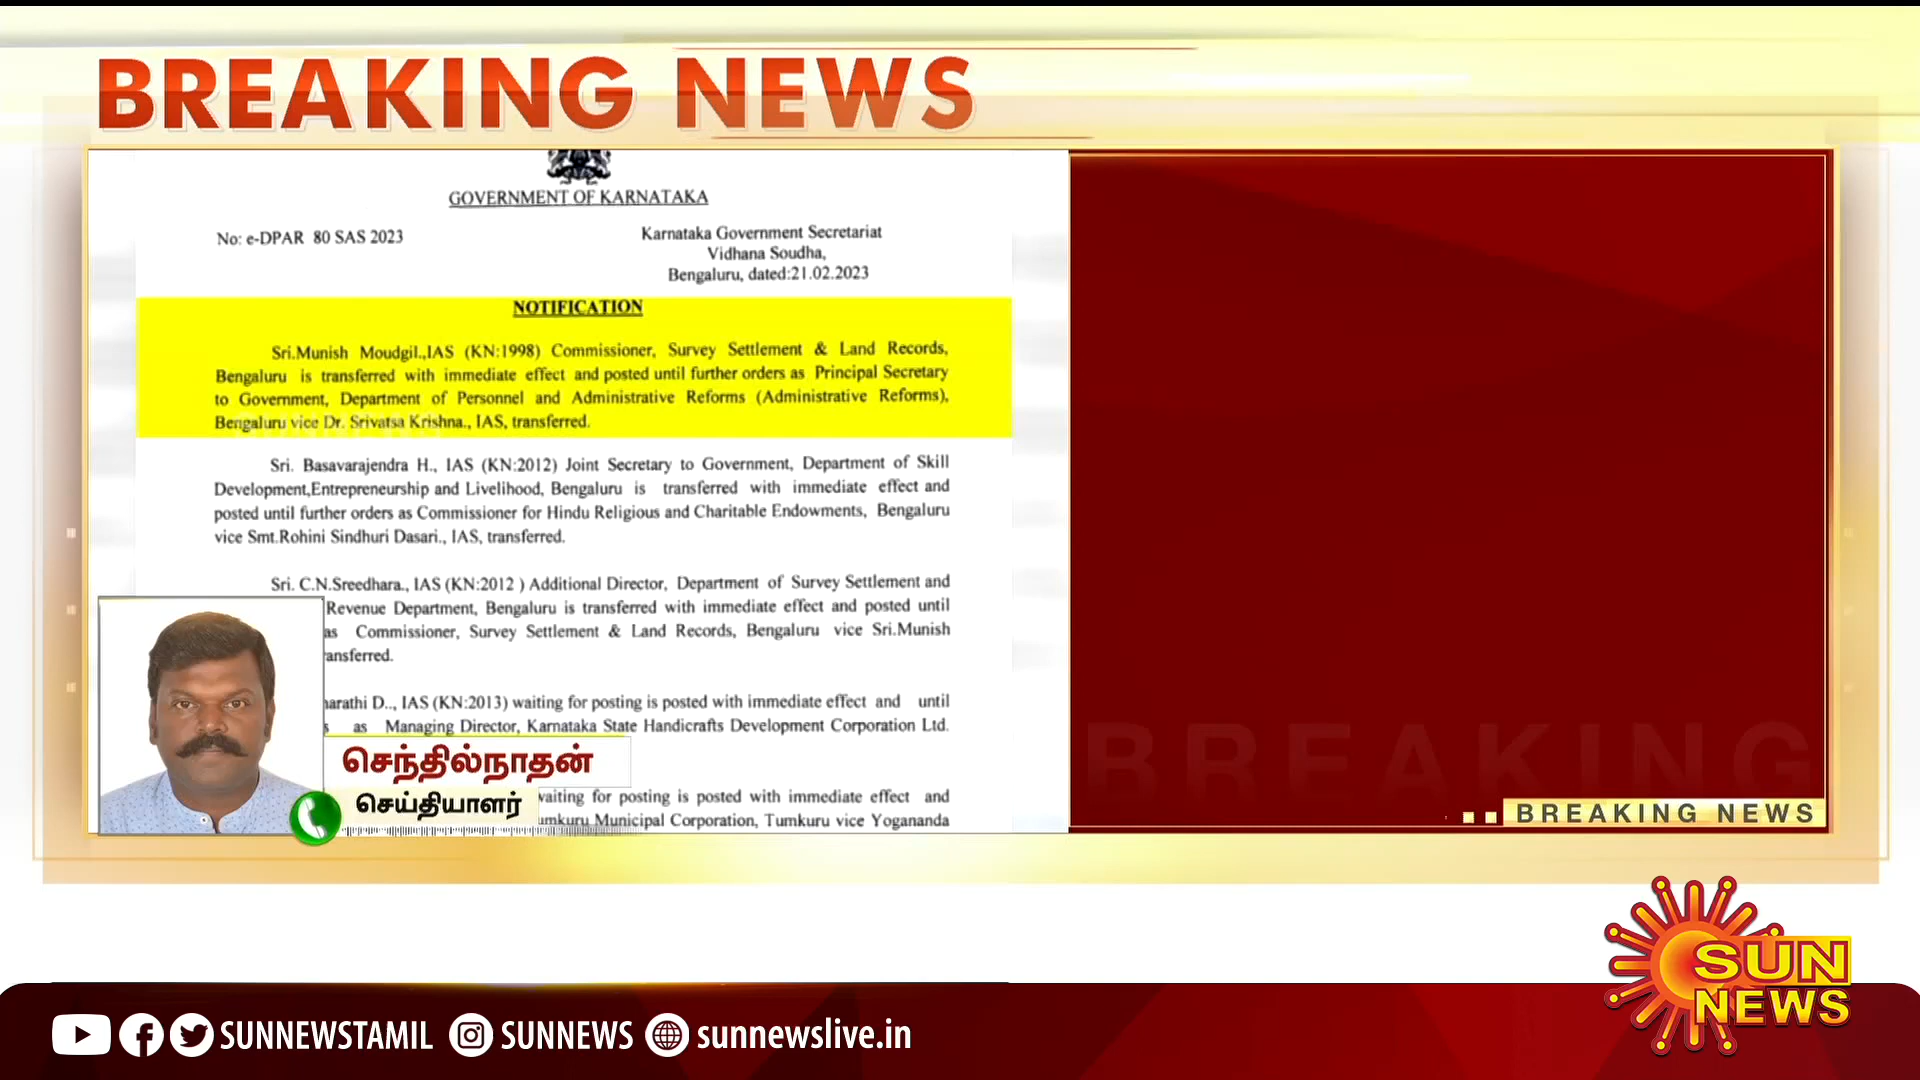 BREAKING NEWS
GOVERNMENT OF KARNATAKA
No: e-DPAR 80 SAS 2023
Karnataka Government Secretariat
Vidhana Soudha,
Bengaluru, dated:21.02.2023
NOTIFICATION
Sri.Munish Moudgil.,IAS (KN:1998) Commissioner, Survey Settlement & Land Records,
Bengaluru is transferred with immediate effect and posted until further orders as Principal Secretary
to Government, Department of Personnel and Administrative Reforms (Administrative Reforms),
Bengaluru vice Dr. Srivatsa Krishna., IAS, transferred.
Sri. Basavarajendra H., IAS (KN:2012) Joint Secretary to Government, Department of Skill
Development,Entrepreneurship and Livelihood, Bengaluru is transferred with immediate effect and
posted until further orders as Commissioner for Hindu Religious and Charitable Endowments, Bengaluru
vice Smt.Rohini Sindhuri Dasari., IAS, transferred.
Sri. C.N.Sreedhara., IAS (KN:2012 ) Additional Director, Department of Survey Settlement and
Revenue Department, Bengaluru is transferred with immediate effect and posted until
as Commissioner, Survey Settlement & Land Records, Bengaluru vice Sri.Munish
ansferred.
arathi D.., IAS (KN:2013) waiting for posting is posted with immediate effect and until
s as Managing Director, Karnataka State Handicrafts Development Corporation Ltd.
செந்தில்நாதன்
செய்தியாளர்
waiting for posting is posted with immediate effect and
umkuru Municipal Corporation, Tumkuru vice Yogananda
BREAKING
BREAKING NEWS
SUN
NEWS
SUNNEWSTAMIL SUNNEWS sunnewslive.in